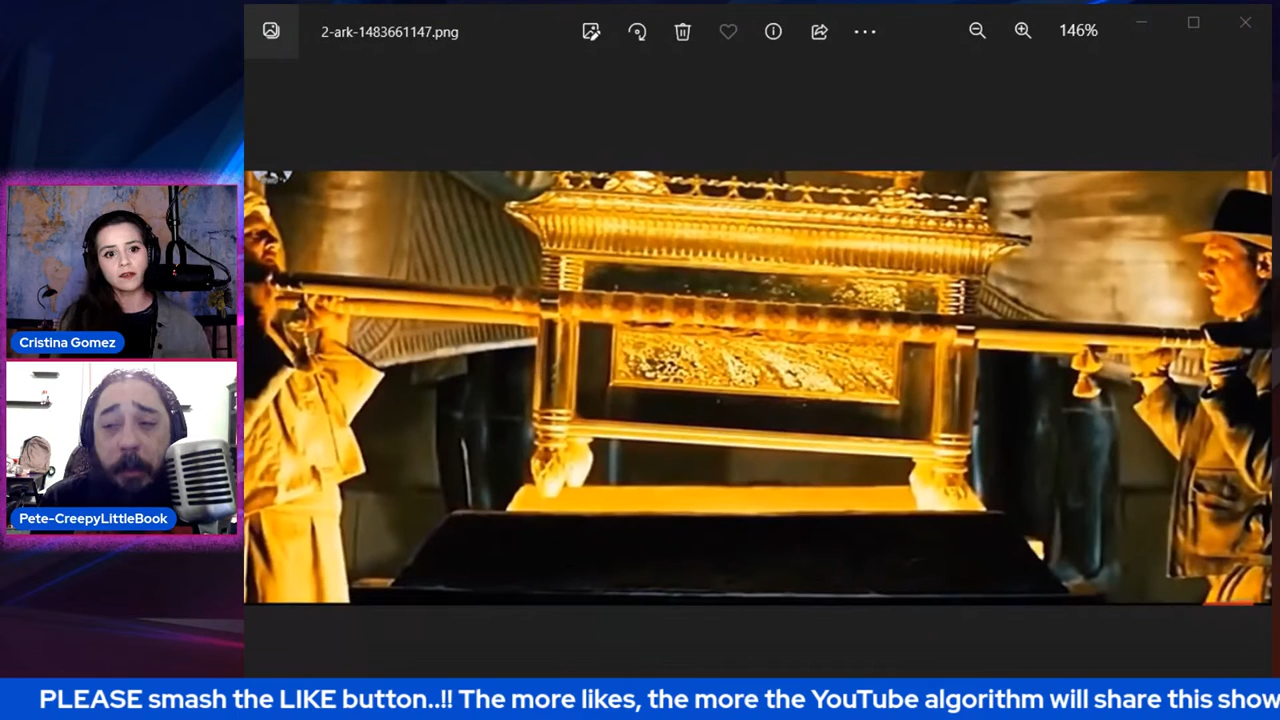 2-ark-1483661147.png
146%
Cristina Gomez
Pete-CreepyLittleBook
PLEASE smash the LIKE button..!! The more likes, the more the YouTube algorithm will share this show